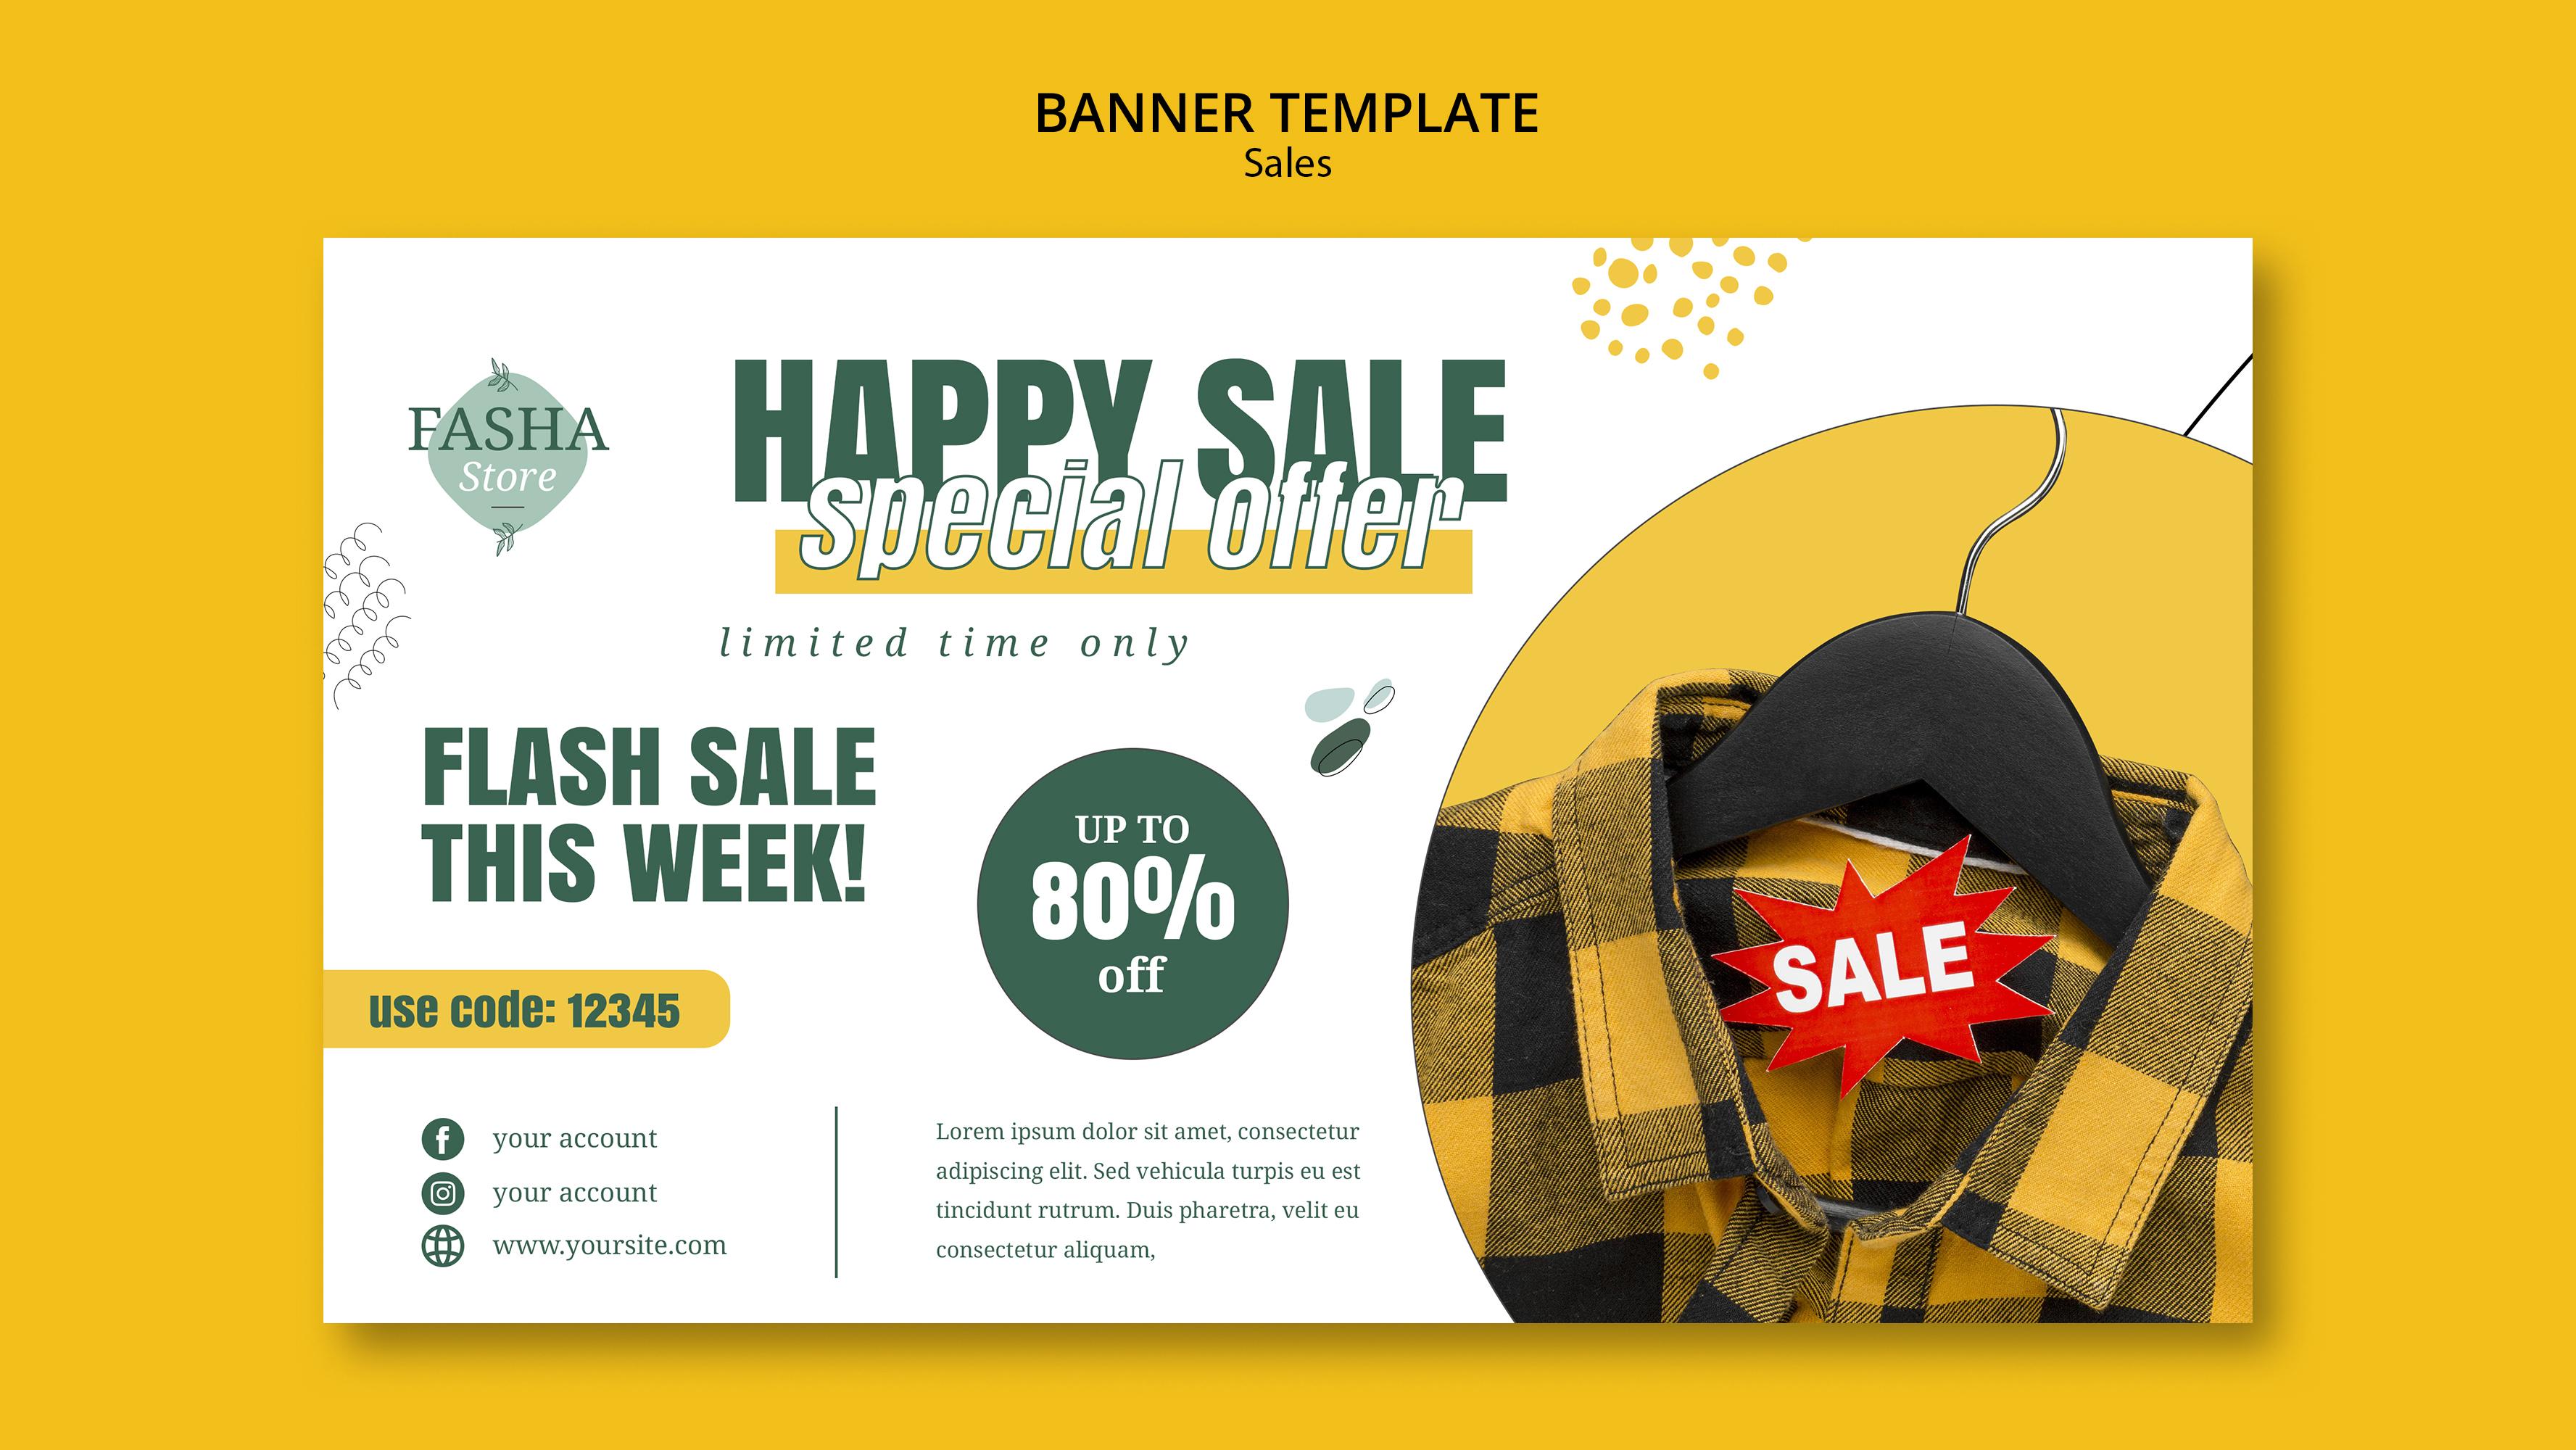 BANNER TEMPLATE
Sales
FASHA
Store
HAPPY SALE
special offer
limited time only
FLASH SALE
THIS WEEK!
UP TO
80%
off
use code: 12345
your account
your account
www.yoursite.com
Lorem ipsum dolor sit amet, consectetur
adipiscing elit. Sed vehicula turpis eu est
tincidunt rutrum. Duis pharetra, velit eu
consectetur aliquam,
SALE